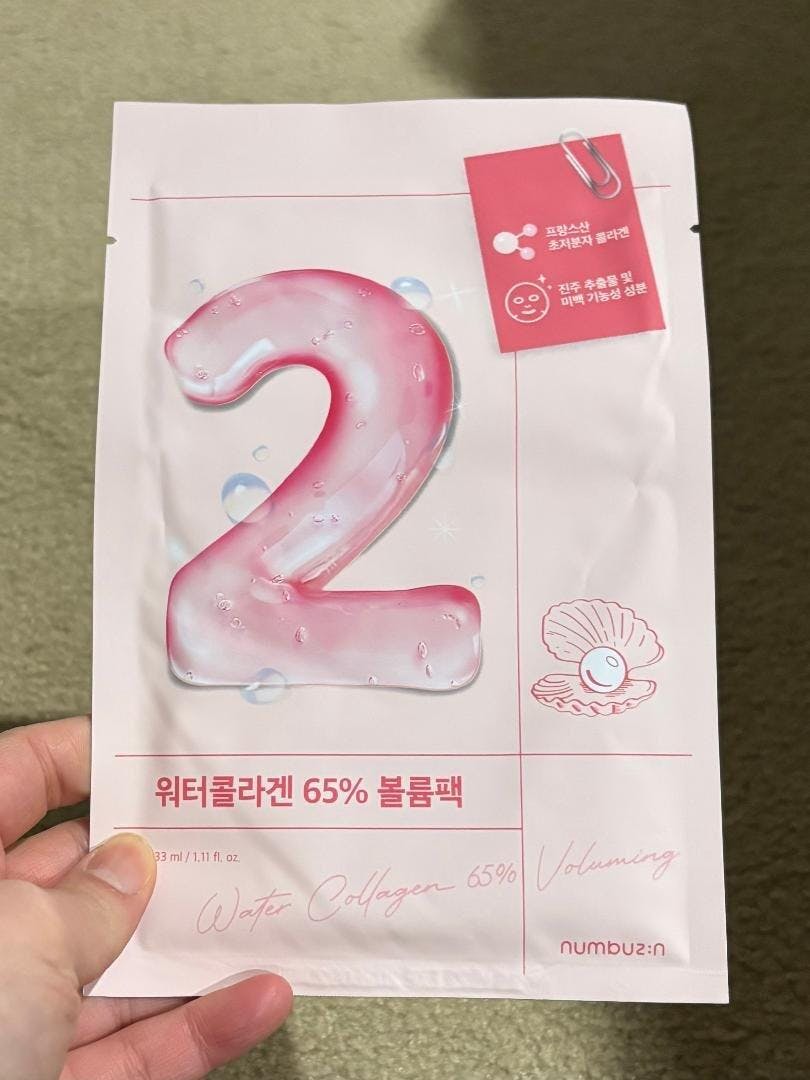 프랑스산
초저분자 콜라겐
진주 추출물 및
미백 기능성 성분
2
워터콜라겐 65% 볼륨팩
33 ml / 1.11 fl. oz.
Water Collagen 65% Voluming
numbuz:n